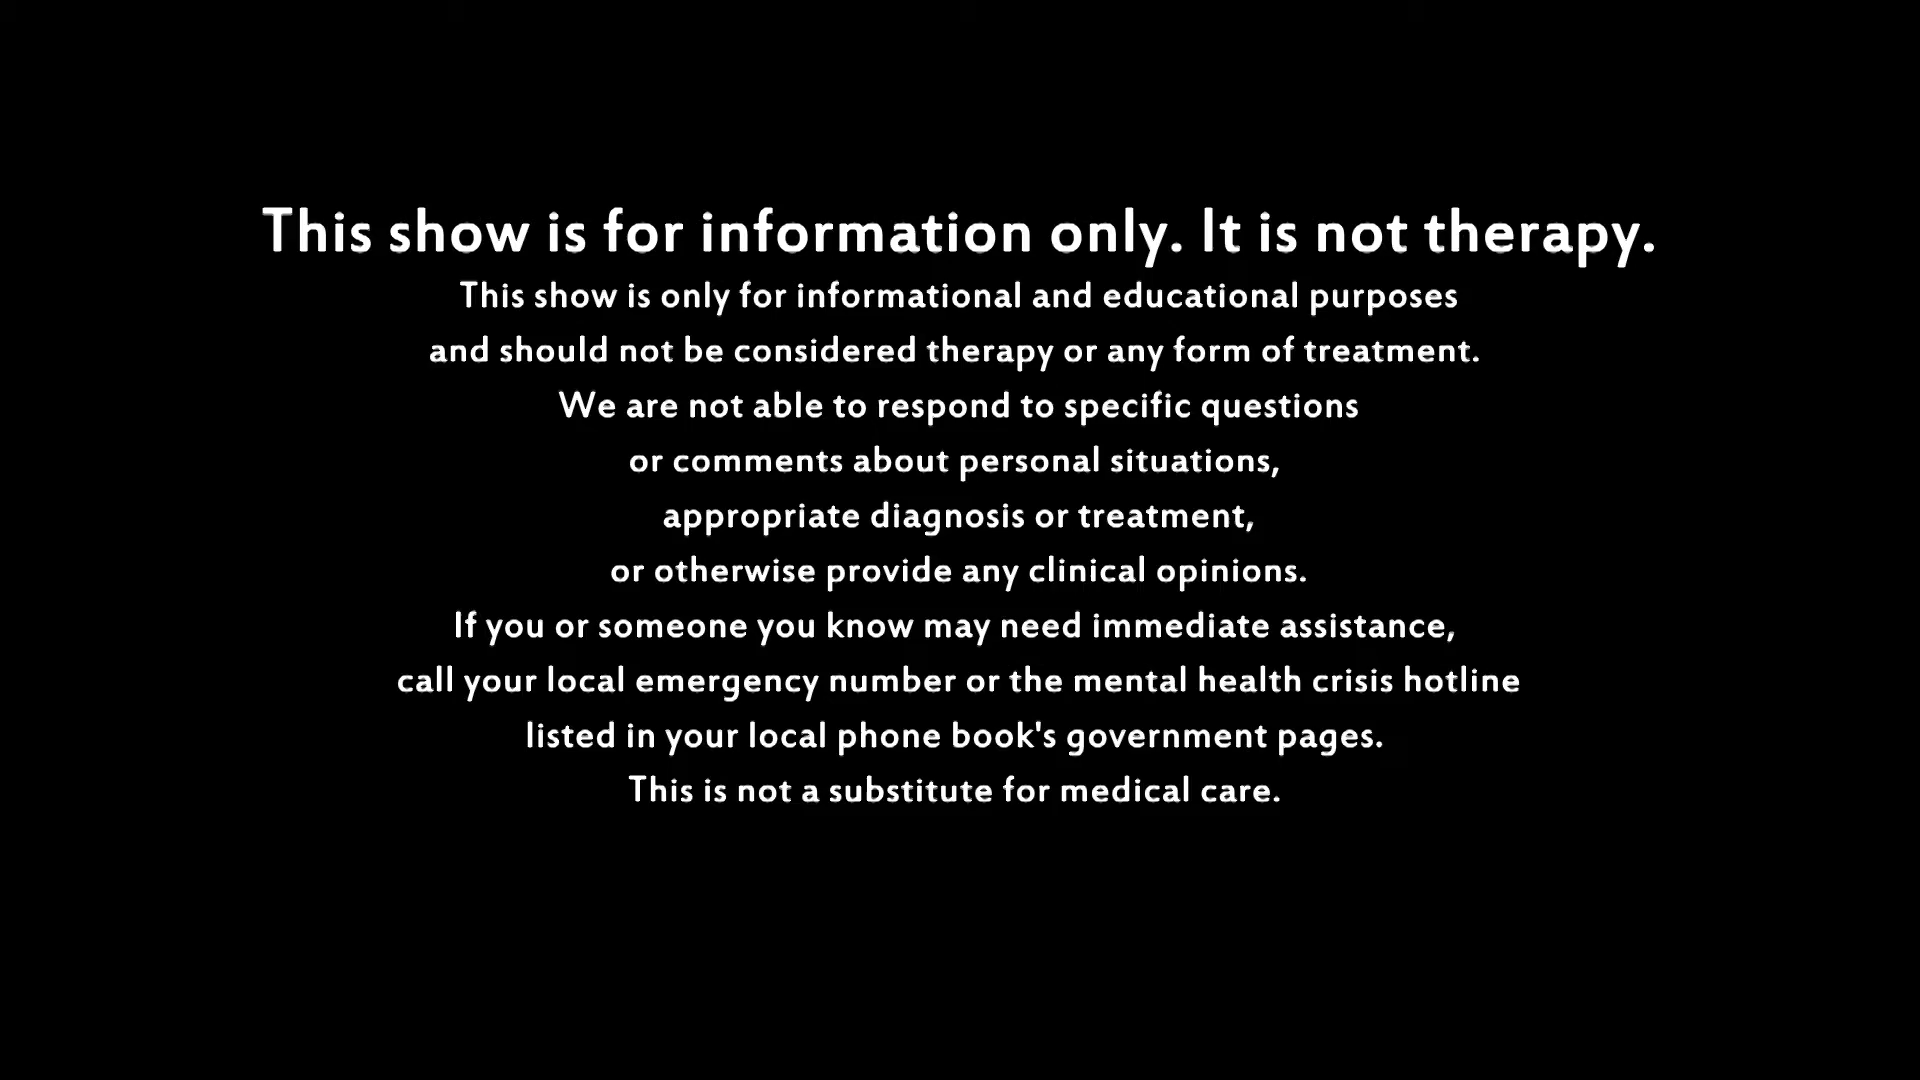 This show is for information only. It is not therapy.
This show is only for informational and educational purposes
and should not be considered therapy or any form of treatment.
We are not able to respond to specific questions
or comments about personal situations,
appropriate diagnosis or treatment,
or otherwise provide any clinical opinions.
If you or someone you know may need immediate assistance,
call your local emergency number or the mental health crisis hotline
listed in your local phone book's government pages.
This is not a substitute for medical care.